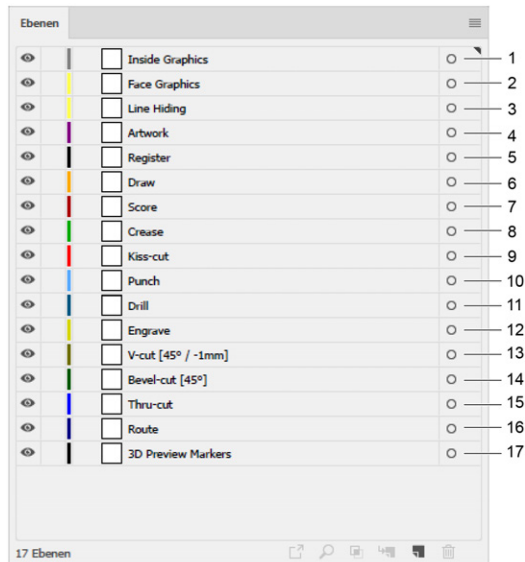 Ebenen
Inside Graphics 1
Face Graphics 2
Line Hiding 3
Artwork 4
Register 5
Draw 6
Score 7
Crease 8
Kiss-cut 9
Punch 10
Drill 11
Engrave 12
V-cut [45° / -1mm] 13
Bevel-cut [45°] 14
Thru-cut 15
Route 16
3D Preview Markers 17
17 Ebenen